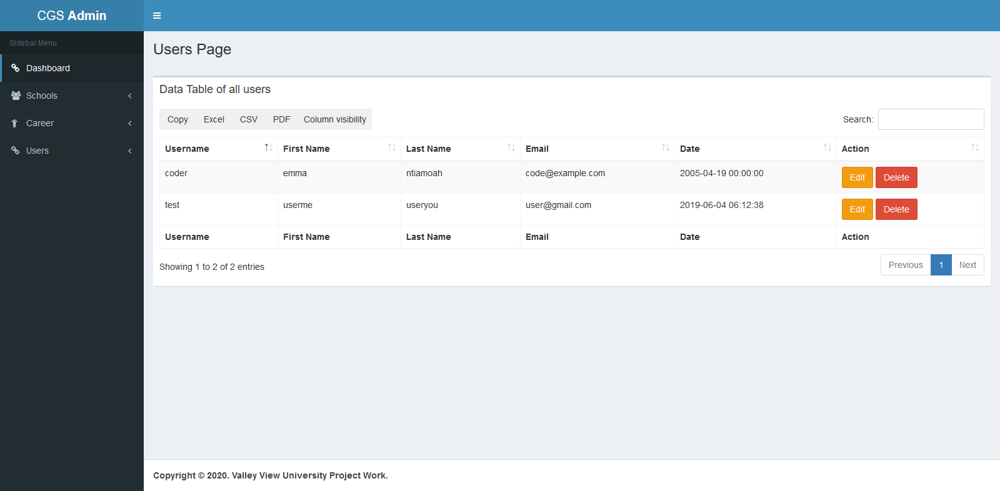 CGS Admin
Sidebar Menu
Dashboard
Schools
Career
Users
Users Page
Data Table of all users
Copy Excel CSV PDF Column visibility Search:
Username First Name Last Name Email Date Action
coder emma ntiamoah code@example.com 2005-04-19 00:00:00 Edit Delete
test userme useryou user@gmail.com 2019-06-04 06:12:38 Edit Delete
Username First Name Last Name Email Date Action
Showing 1 to 2 of 2 entries Previous 1 Next
Copyright © 2020. Valley View University Project Work.